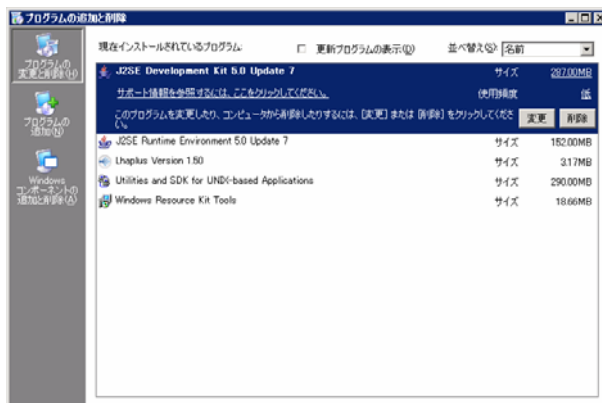 プログラムの追加と削除
プログラムの
変更と削除(H)
プログラムの
追加(N)
Windows
コンポーネントの
追加と削除(A)
現在インストールされているプログラム:
更新プログラムの表示(D)
並べ替え(S): 名前
J2SE Development Kit 5.0 Update 7
サイズ 287.00MB
サポート情報を参照するには、ここをクリックしてください。
使用頻度 低
このプログラムを変更したり、コンピュータから削除したりするには、[変更] または [削除] をクリックしてくださ
い。
変更 削除
J2SE Runtime Environment 5.0 Update 7 サイズ 152.00MB
Lhaplus Version 1.50 サイズ 3.17MB
Utilities and SDK for UNIX-based Applications サイズ 290.00MB
Windows Resource Kit Tools サイズ 18.66MB